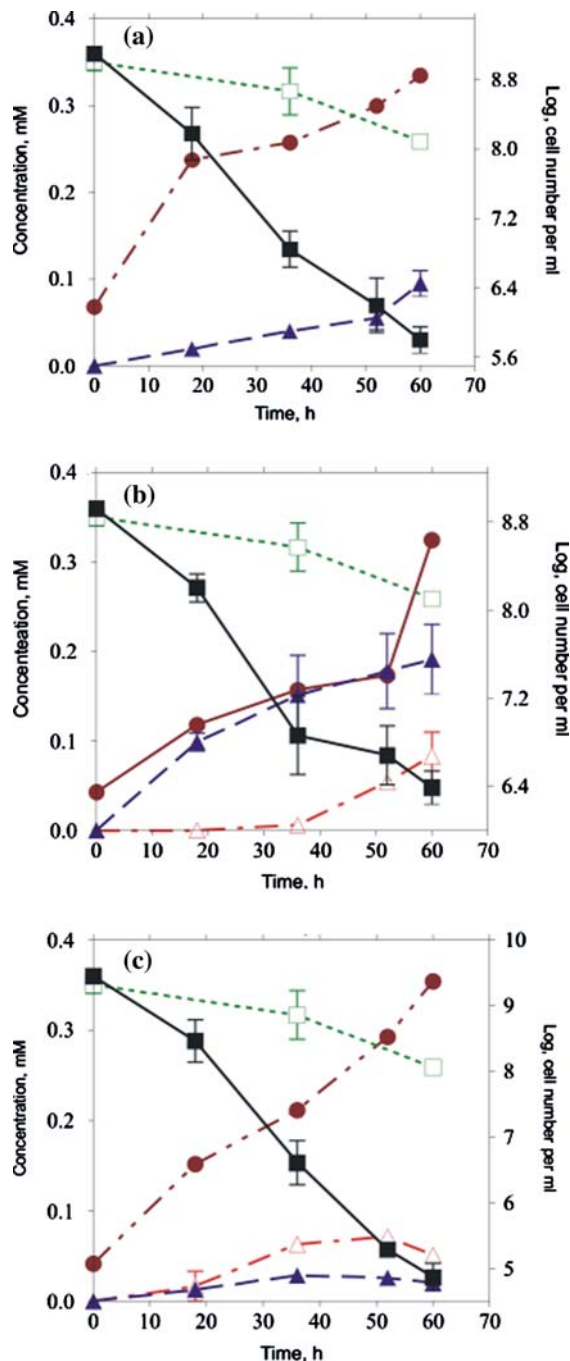 (a)
0.4
0.3
0.2
0.1
0.0
Concentration, mM
8.8
8.0
7.2
6.4
5.6
Log, cell number per ml
0 10 20 30 40 50 60 70
Time, h
(b)
0.4
0.3
0.2
0.1
0.0
Concenteation, mM
8.8
8.0
7.2
6.4
Log, cell number per ml
0 10 20 30 40 50 60 70
Time, h
(c)
0.4
0.3
0.2
0.1
0.0
Concentration, mM
10
9
8
7
6
5
Log, cell number per ml
0 10 20 30 40 50 60 70
Time, h